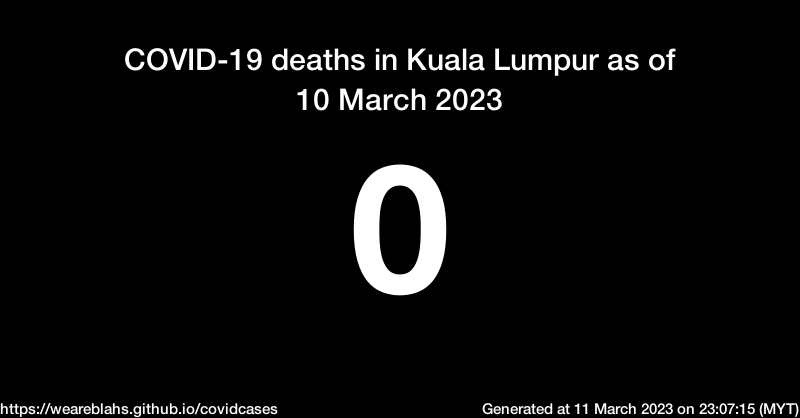 COVID-19 deaths in Kuala Lumpur as of
10 March 2023
0
https://weareblahs.github.io/covidcases
Generated at 11 March 2023 on 23:07:15 (MYT)